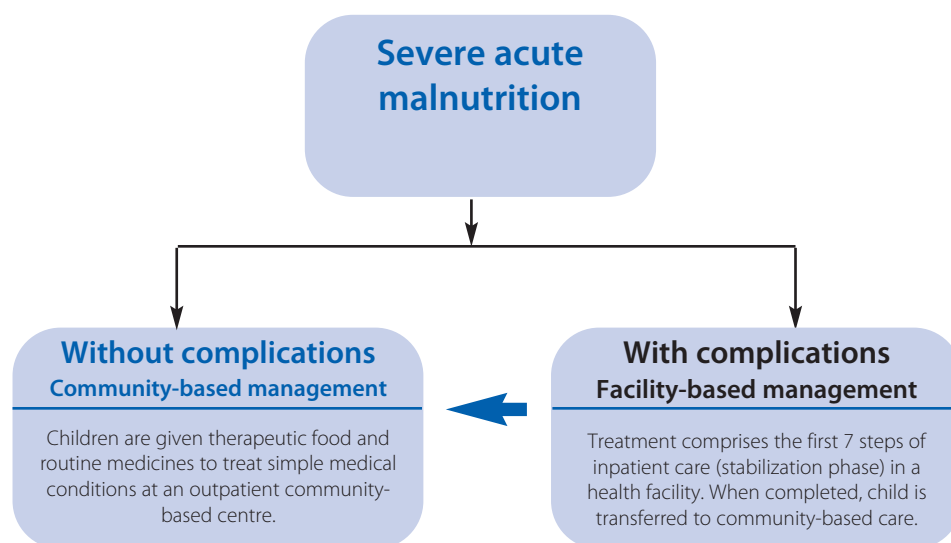 Severe acute
malnutrition
Without complications
Community-based management
Children are given therapeutic food and
routine medicines to treat simple medical
conditions at an outpatient community-
based centre.
With complications
Facility-based management
Treatment comprises the first 7 steps of
inpatient care (stabilization phase) in a
health facility. When completed, child is
transferred to community-based care.